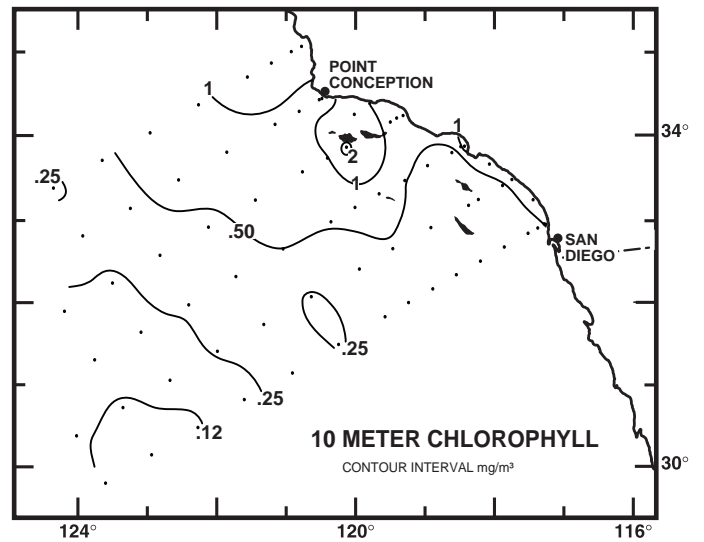 POINT
CONCEPTION
1
1
34°
2
1
.25
.50
SAN
DIEGO
.25
.25
.12
10 METER CHLOROPHYLL
CONTOUR INTERVAL mg/m³
30°
124°
120°
116°